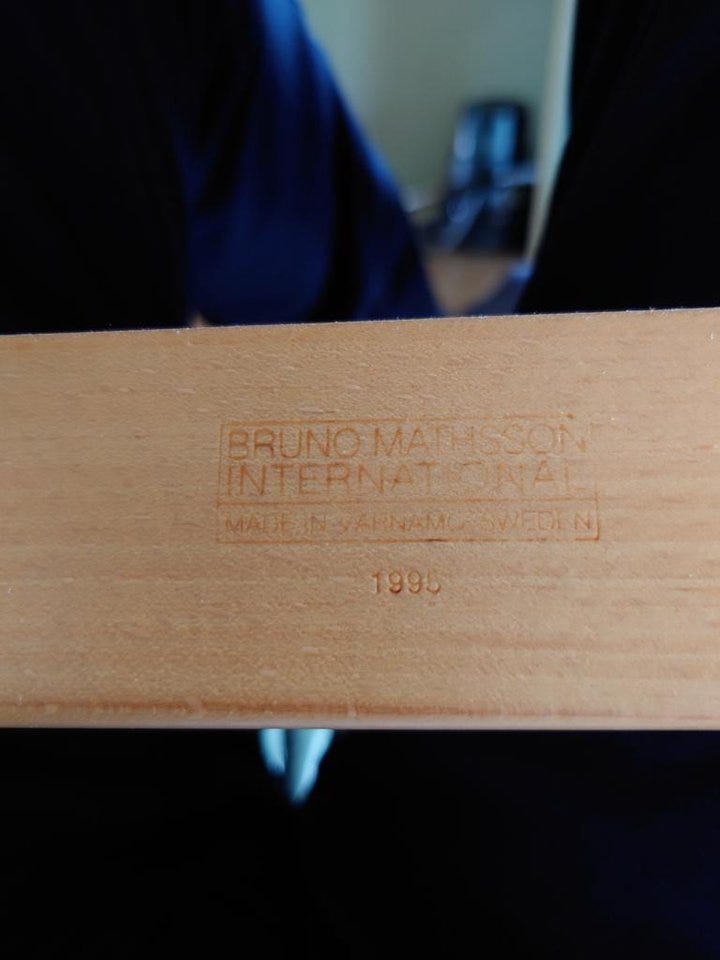 BRUNO MATHSSON
INTERNATIONAL
MADE IN VÄRNAMO SWEDEN
1995